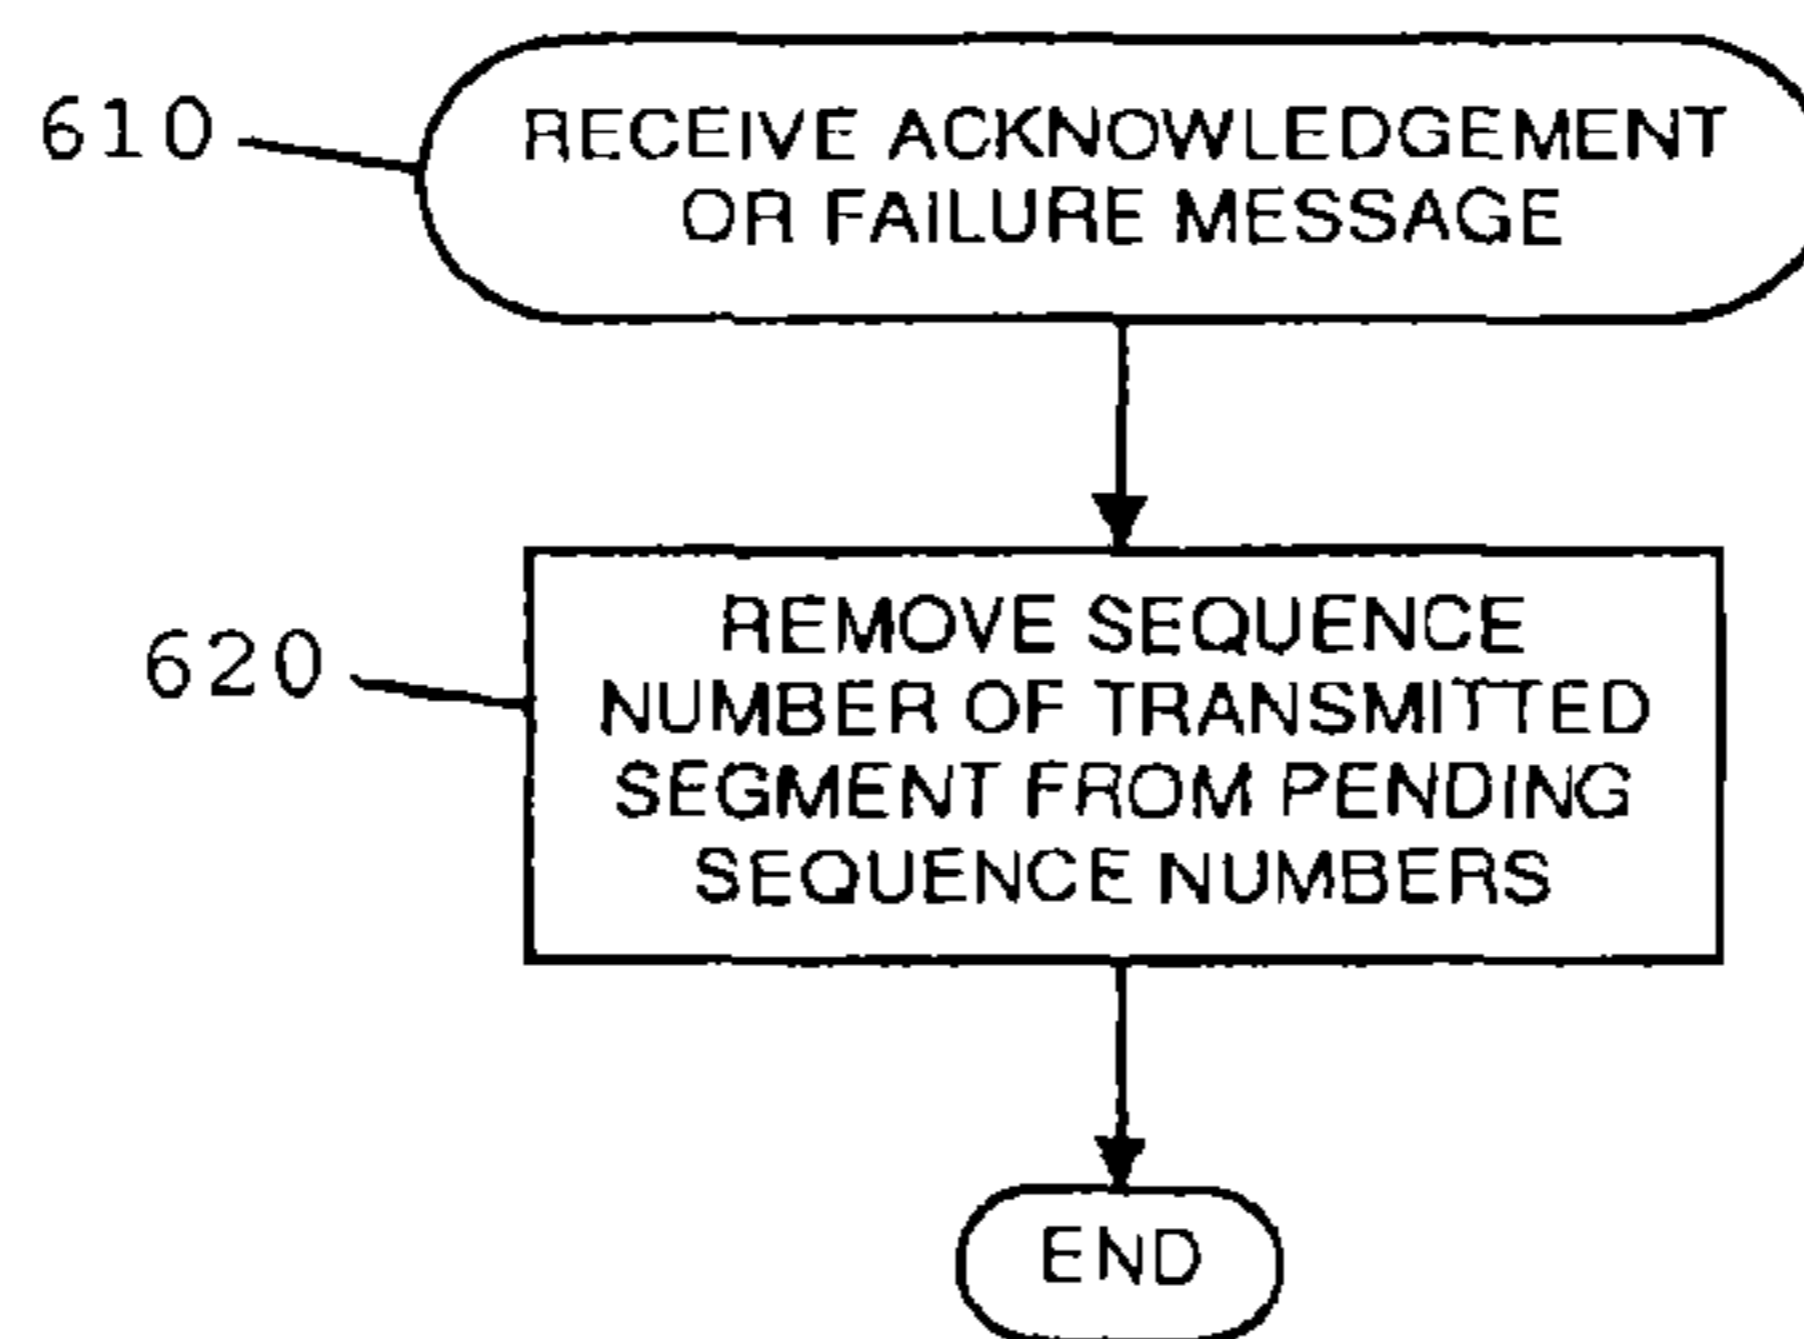 610
RECEIVE ACKNOWLEDGEMENT
OR FAILURE MESSAGE
620
REMOVE SEQUENCE
NUMBER OF TRANSMITTED
SEGMENT FROM PENDING
SEQUENCE NUMBERS
END